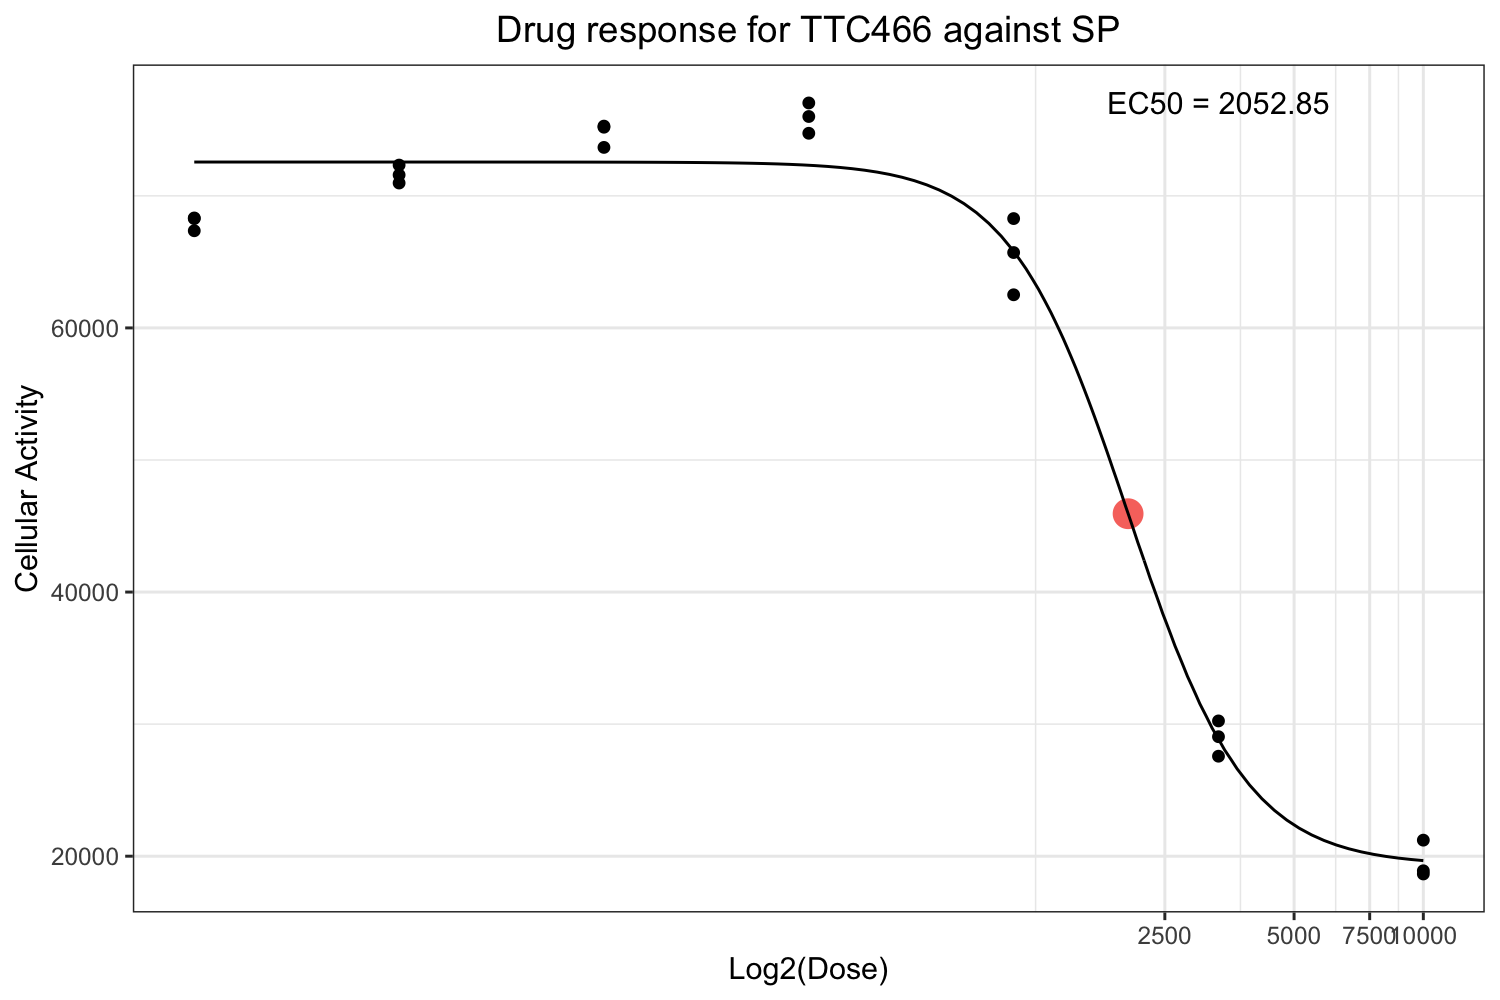 Drug response for TTC466 against SP
EC50 = 2052.85
60000
40000
20000
Cellular Activity
2500 5000 7500 10000
Log2(Dose)